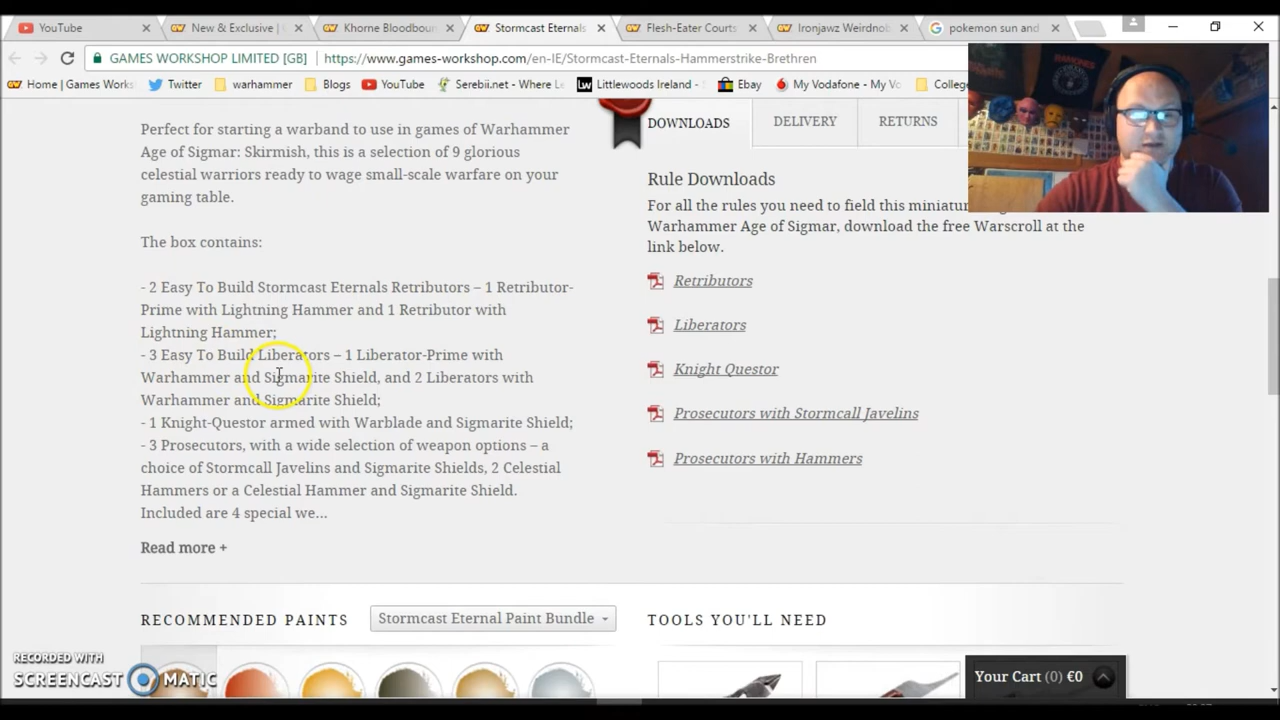 YouTube
New & Exclusive |
Khorne Bloodbou
Stormcast Eternals
Flesh-Eater Courts
Ironjawz Weirdnob
pokemon sun and
GAMES WORKSHOP LIMITED [GB]
https://www.games-workshop.com/en-IE/Stormcast-Eternals-Hammerstrike-Brethren
Home | Games Works
Twitter
warhammer
Blogs
YouTube
Serebii.net - Where Le
Littlewoods Ireland -
Ebay
My Vodafone - My Vo
College
Perfect for starting a warband to use in games of Warhammer
Age of Sigmar: Skirmish, this is a selection of 9 glorious
celestial warriors ready to wage small-scale warfare on your
gaming table.
The box contains:
- 2 Easy To Build Stormcast Eternals Retributors – 1 Retributor-
Prime with Lightning Hammer and 1 Retributor with
Lightning Hammer;
- 3 Easy To Build Liberators – 1 Liberator-Prime with
Warhammer and Sigmarite Shield, and 2 Liberators with
Warhammer and Sigmarite Shield;
- 1 Knight-Questor armed with Warblade and Sigmarite Shield;
- 3 Prosecutors, with a wide selection of weapon options – a
choice of Stormcall Javelins and Sigmarite Shields, 2 Celestial
Hammers or a Celestial Hammer and Sigmarite Shield.
Included are 4 special we...
Read more +
DOWNLOADS
DELIVERY
RETURNS
Rule Downloads
For all the rules you need to field this miniatu
Warhammer Age of Sigmar, download the free Warscroll at the
link below.
Retributors
Liberators
Knight Questor
Prosecutors with Stormcall Javelins
Prosecutors with Hammers
RAMONES
RECOMMENDED PAINTS
Stormcast Eternal Paint Bundle
TOOLS YOU'LL NEED
Your Cart (0) €0
RECORDED WITH
SCREENCAST MATIC